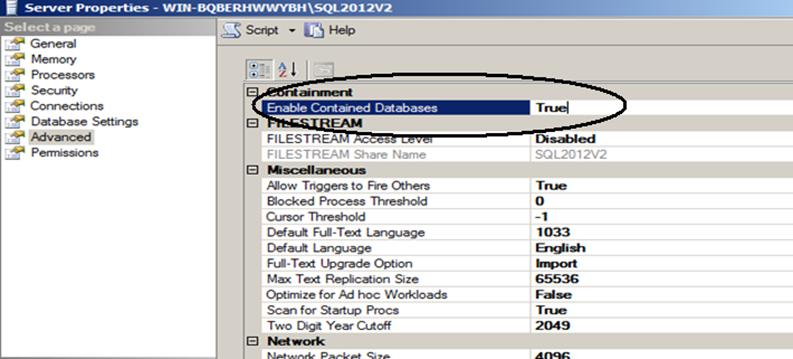 Server Properties - WIN-BQBERHWWYBH\SQL2012V2
Select a page
General
Memory
Processors
Security
Connections
Database Settings
Advanced
Permissions
Script Help
Containment
Enable Contained Databases True
FILESTREAM
FILESTREAM Access Level Disabled
FILESTREAM Share Name SQL2012V2
Miscellaneous
Allow Triggers to Fire Others True
Blocked Process Threshold 0
Cursor Threshold -1
Default Full-Text Language 1033
Default Language English
Full-Text Upgrade Option Import
Max Text Replication Size 65536
Optimize for Ad hoc Workloads False
Scan for Startup Procs True
Two Digit Year Cutoff 2049
Network
Network Packet Size 4096